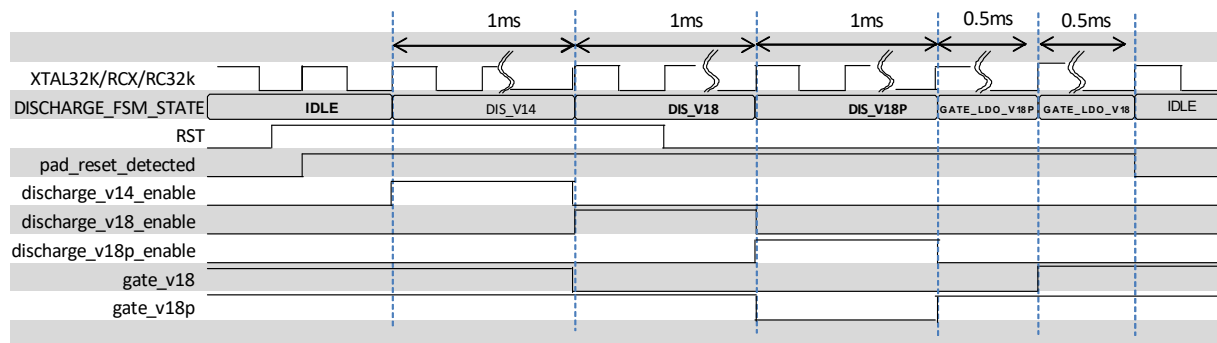 1ms 1ms 1ms 0.5ms 0.5ms
XTAL32K/RCX/RC32k
DISCHARGE_FSM_STATE IDLE DIS_V14 DIS_V18 DIS_V18P GATE_LDO_V18P GATE_LDO_V18 IDLE
RST
pad_reset_detected
discharge_v14_enable
discharge_v18_enable
discharge_v18p_enable
gate_v18
gate_v18p